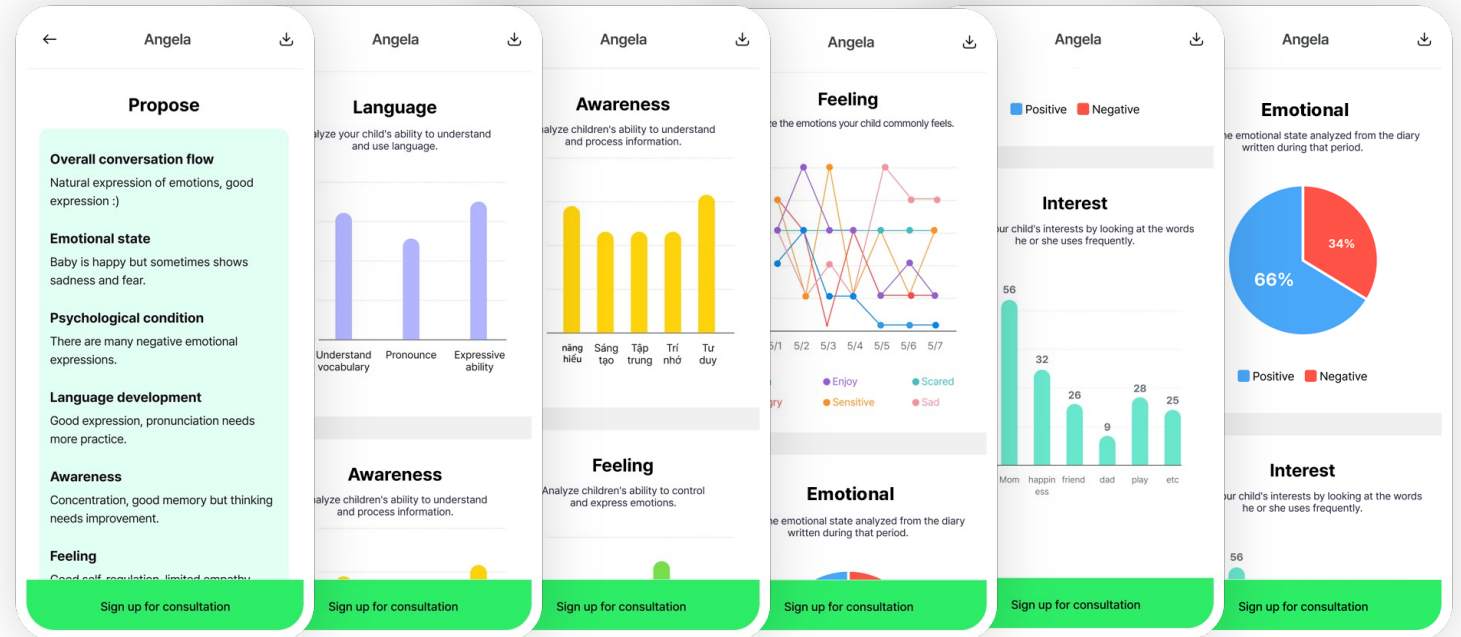 Angela
Propose
Overall conversation flow
Natural expression of emotions, good
expression :)
Emotional state
Baby is happy but sometimes shows
sadness and fear.
Psychological condition
There are many negative emotional
expressions.
Language development
Good expression, pronunciation needs
more practice.
Awareness
Concentration, good memory but thinking
needs improvement.
Feeling
Good self-regulation, limited empathy
Sign up for consultation
Angela
Language
your child's ability to understand
and use language.
Understand
vocabulary
Pronounce
Expressive
ability
Awareness
children's ability to understand
and process information.
Sign up for consultation
Angela
Awareness
children's ability to understand
and process information.
năng
hiểu
Sáng
tạo
Tập
trung
Trí
nhớ
Tư
duy
Feeling
Analyze children's ability to control
and express emotions.
Sign up for consultation
Angela
Feeling
the emotions your child commonly feels.
5/1 5/2 5/3 5/4 5/5 5/6 5/7
Enjoy
Scared
Sensitive
Sad
Emotional
emotional state analyzed from the diary
written during that period.
Sign up for consultation
Angela
Positive
Negative
Interest
child's interests by looking at the words
he or she uses frequently.
56
32
26
9
28
25
Mom
happin
ess
friend
dad
play
etc
Sign up for consultation
Angela
Emotional
emotional state analyzed from the diary
written during that period.
34%
66%
Positive
Negative
Interest
child's interests by looking at the words
he or she uses frequently.
56
Sign up for consultation